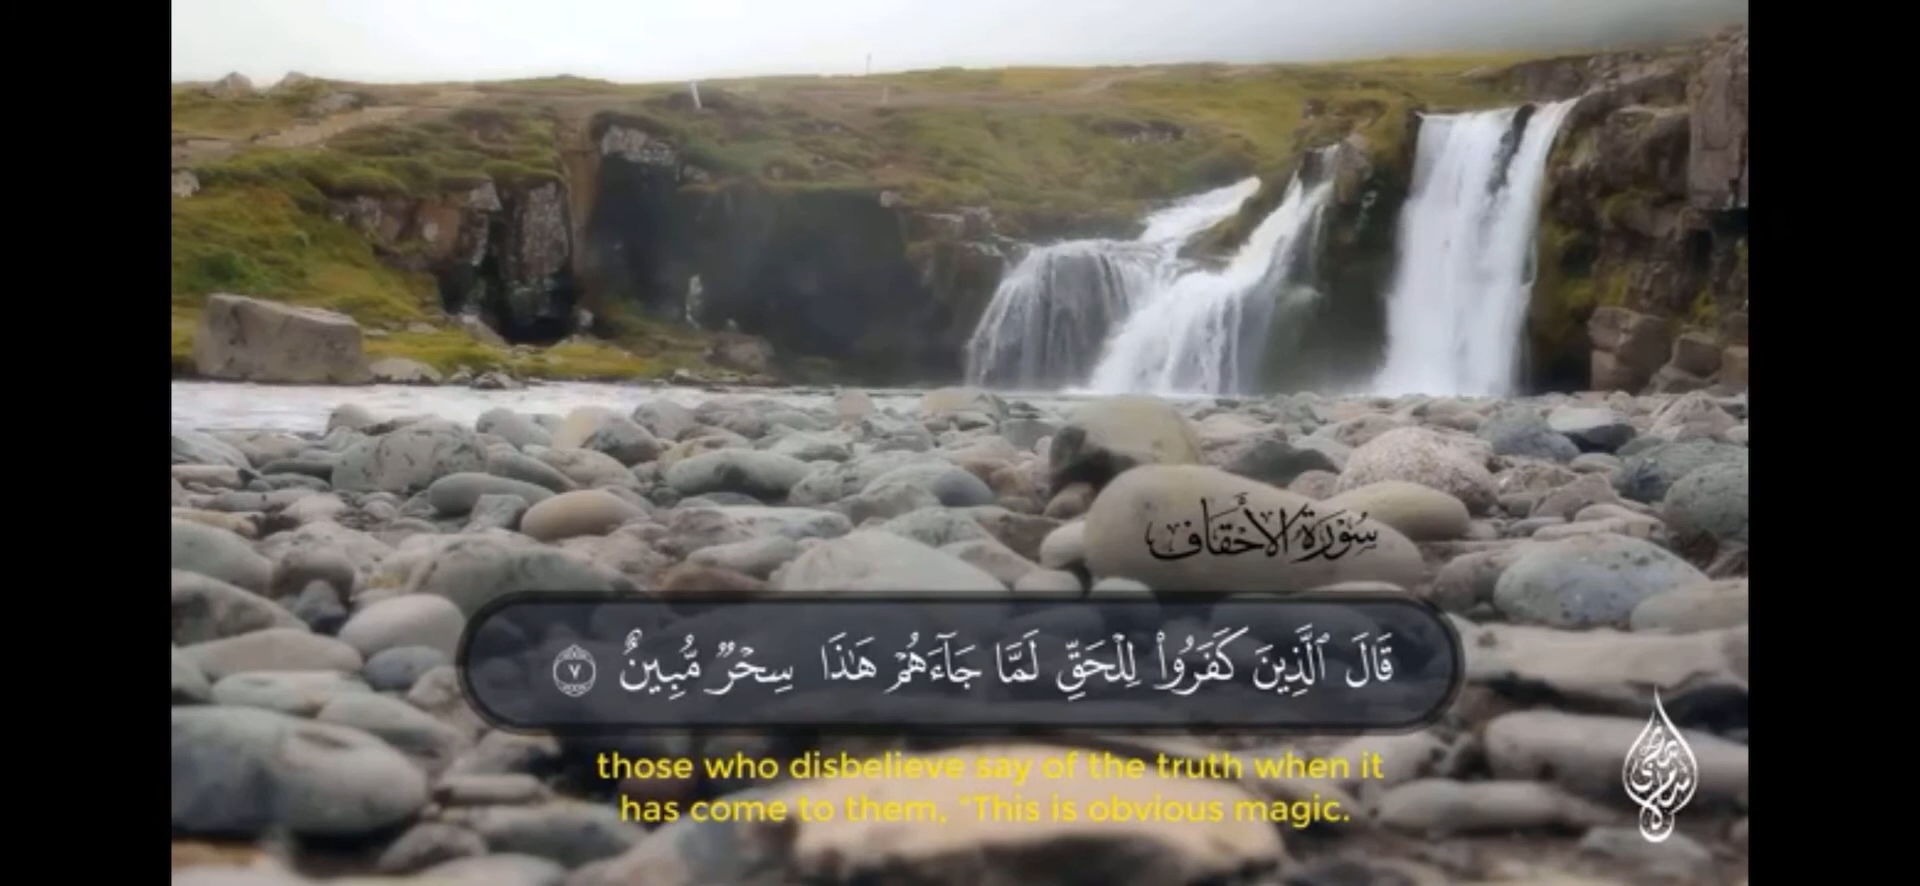 سُورَةُ الأَحْقَافِ
قَالَ ٱلَّذِينَ كَفَرُوا۟ لِلْحَقِّ لَمَّا جَآءَهُمْ هَـٰذَا سِحْرٌ مُّبِينٌ ٧
those who disbelieve say of the truth when it
has come to them, "This is obvious magic.